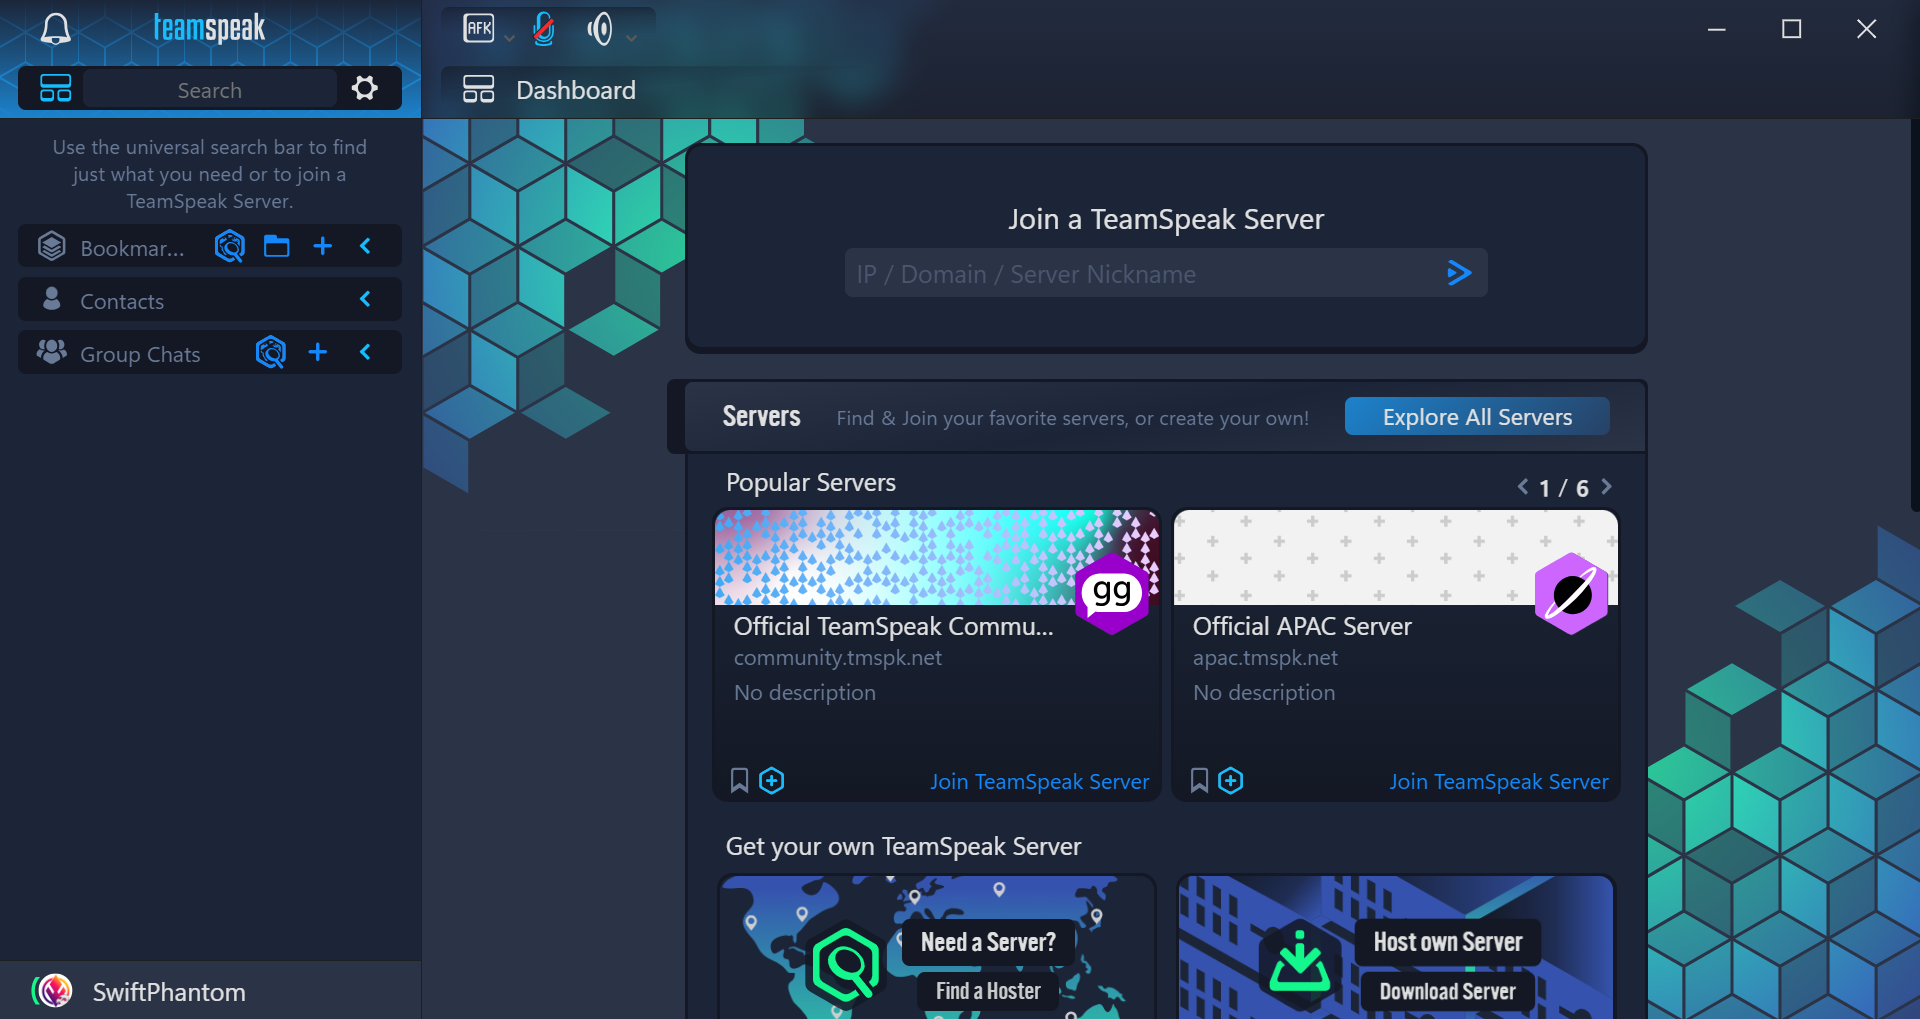 teamspeak
Search
Use the universal search bar to find
just what you need or to join a
TeamSpeak Server.
Bookmar...
Contacts
Group Chats
SwiftPhantom
AFK
Dashboard
Join a TeamSpeak Server
IP / Domain / Server Nickname
Servers
Find & Join your favorite servers, or create your own!
Explore All Servers
Popular Servers
1 / 6
gg
Official TeamSpeak Commu...
community.tmspk.net
No description
Join TeamSpeak Server
Official APAC Server
apac.tmspk.net
No description
Join TeamSpeak Server
Get your own TeamSpeak Server
Need a Server?
Find a Hoster
Host own Server
Download Server